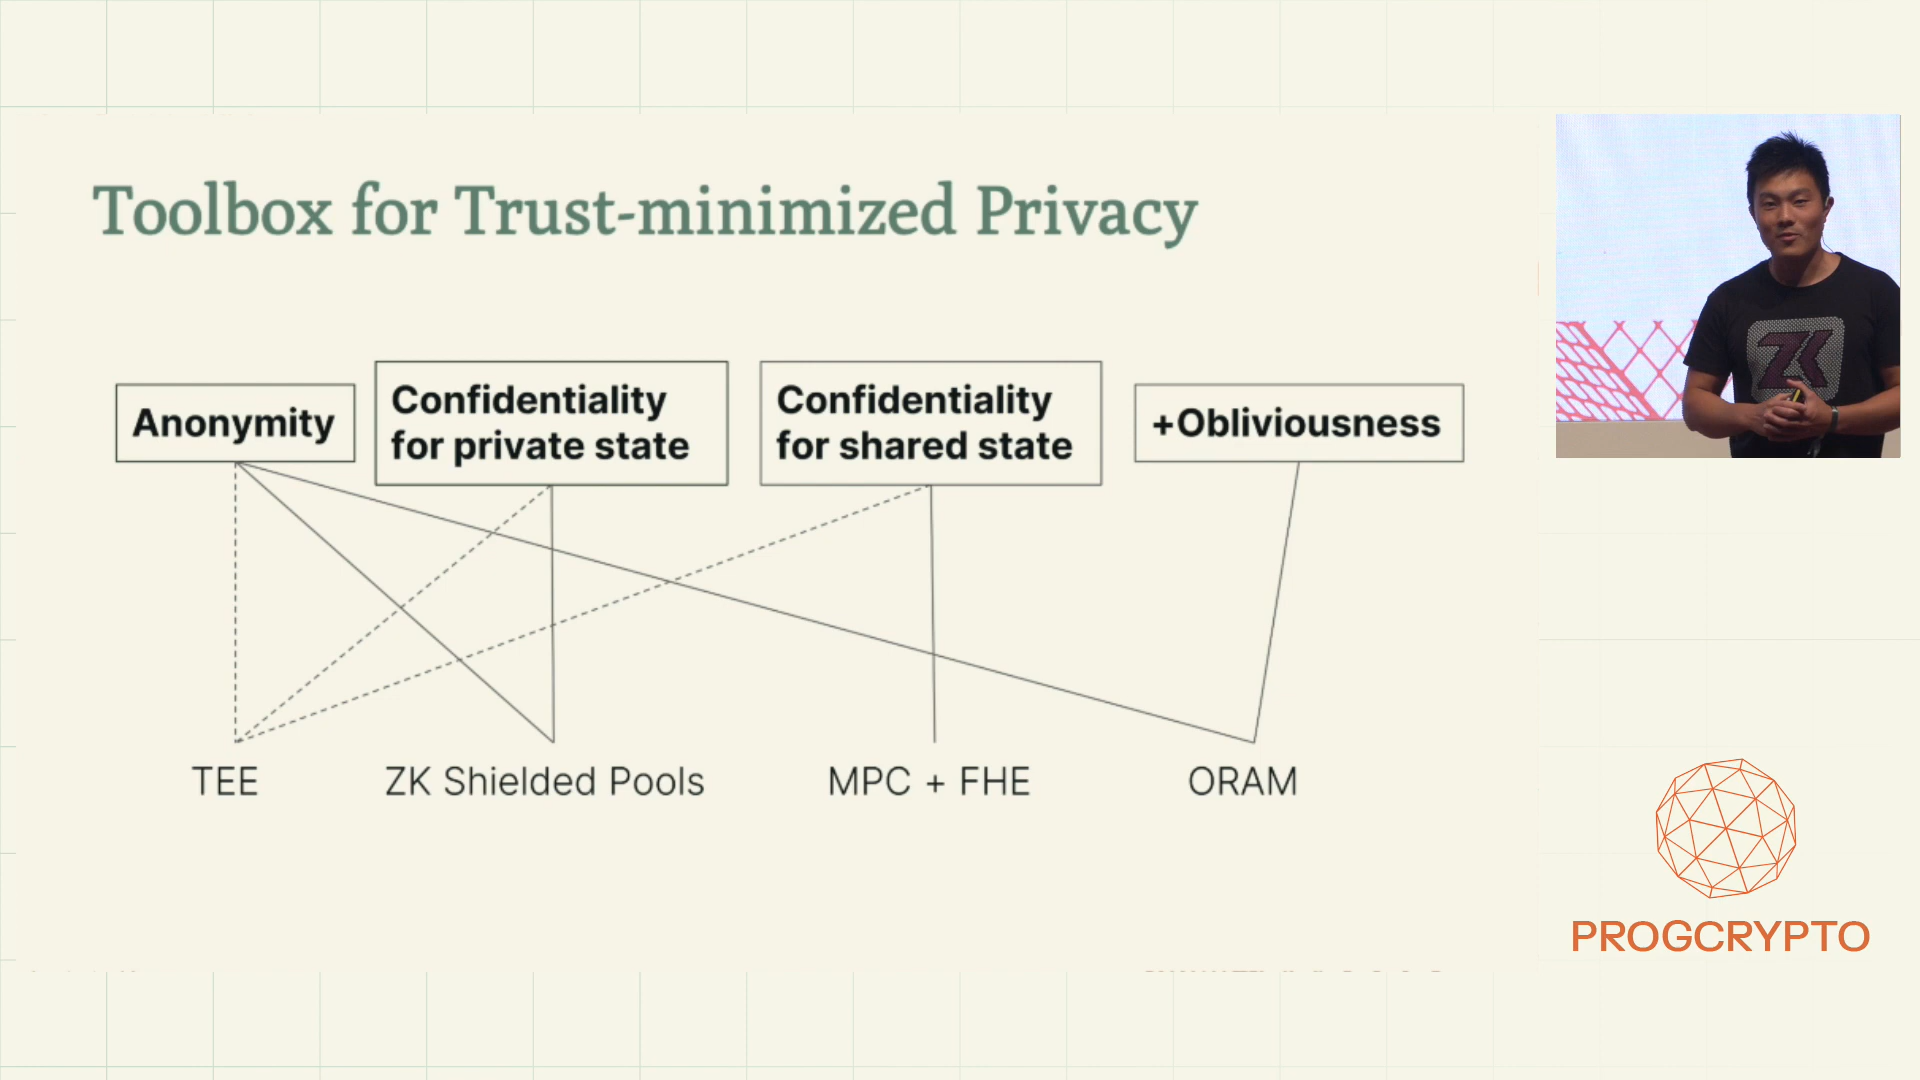 Toolbox for Trust-minimized Privacy
Anonymity
Confidentiality
for private state
Confidentiality
for shared state
+Obliviousness
TEE
ZK Shielded Pools
MPC + FHE
ORAM
ZK
PROGCRYPTO